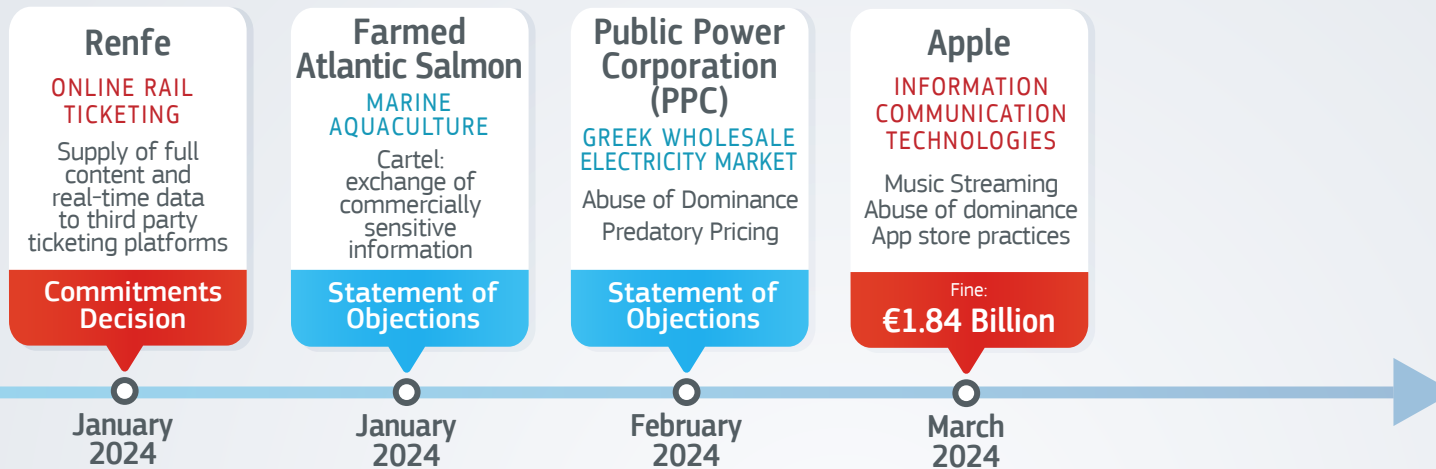 Renfe
ONLINE RAIL
TICKETING
Supply of full
content and
real-time data
to third party
ticketing platforms
Commitments
Decision
January
2024
Farmed
Atlantic Salmon
MARINE
AQUACULTURE
Cartel:
exchange of
commercially
sensitive
information
Statement of
Objections
January
2024
Public Power
Corporation
(PPC)
GREEK WHOLESALE
ELECTRICITY MARKET
Abuse of Dominance
Predatory Pricing
Statement of
Objections
February
2024
Apple
INFORMATION
COMMUNICATION
TECHNOLOGIES
Music Streaming
Abuse of dominance
App store practices
Fine:
€1.84 Billion
March
2024